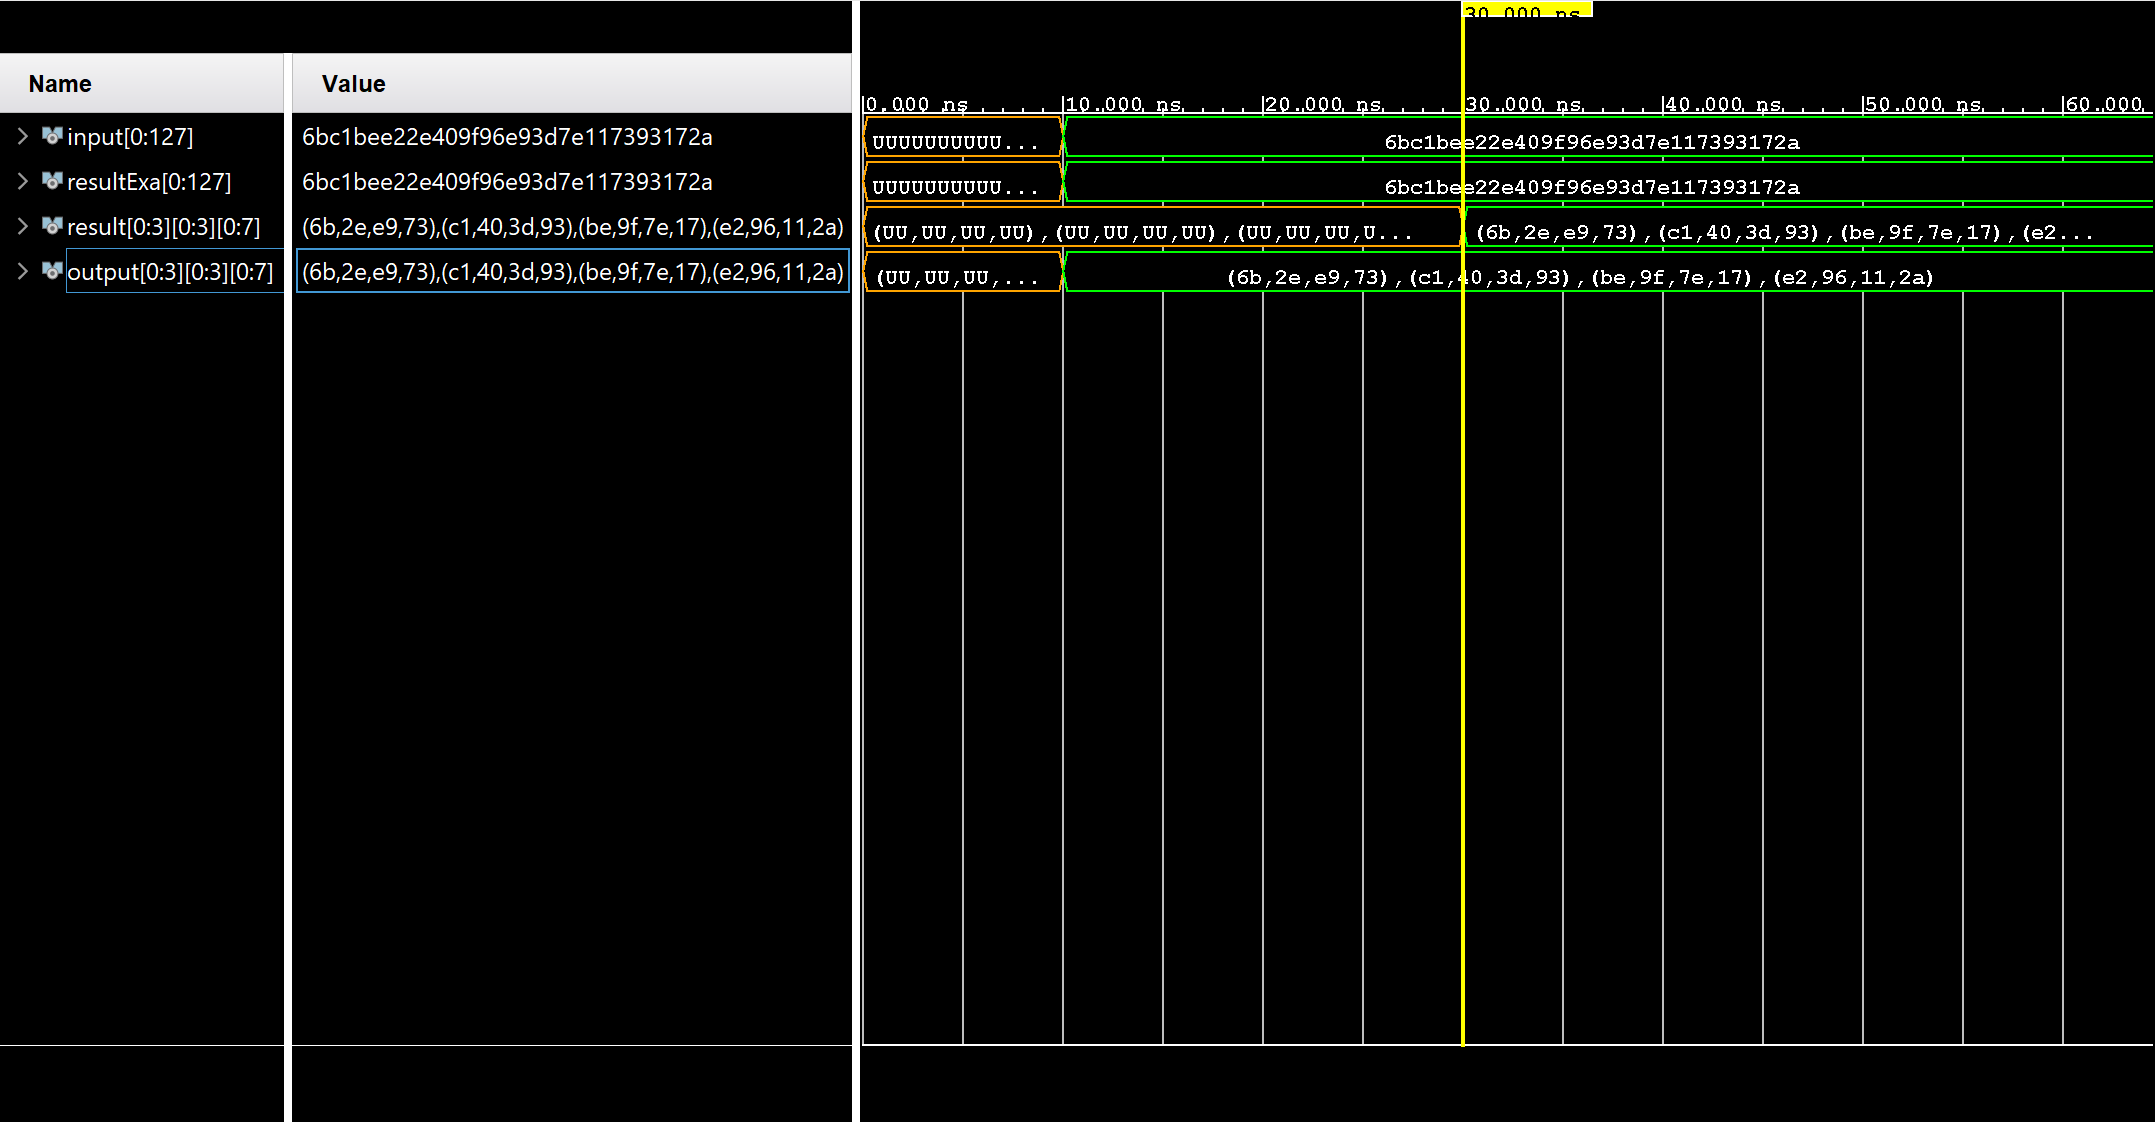 30.000 ns
Name Value
0.000 ns 10.000 ns 20.000 ns 30.000 ns 40.000 ns 50.000 ns 60.000
input[0:127] 6bc1bee22e409f96e93d7e117393172a UUUUUUUUUU... 6bc1bee22e409f96e93d7e117393172a
resultExa[0:127] 6bc1bee22e409f96e93d7e117393172a UUUUUUUUUU... 6bc1bee22e409f96e93d7e117393172a
result[0:3][0:3][0:7] (6b,2e,e9,73),(c1,40,3d,93),(be,9f,7e,17),(e2,96,11,2a) (UU,UU,UU,UU),(UU,UU,UU,UU),(UU,UU,UU,U... (6b,2e,e9,73),(c1,40,3d,93),(be,9f,7e,17),(e2...
output[0:3][0:3][0:7] (6b,2e,e9,73),(c1,40,3d,93),(be,9f,7e,17),(e2,96,11,2a) (UU,UU,UU,... (6b,2e,e9,73),(c1,40,3d,93),(be,9f,7e,17),(e2,96,11,2a)